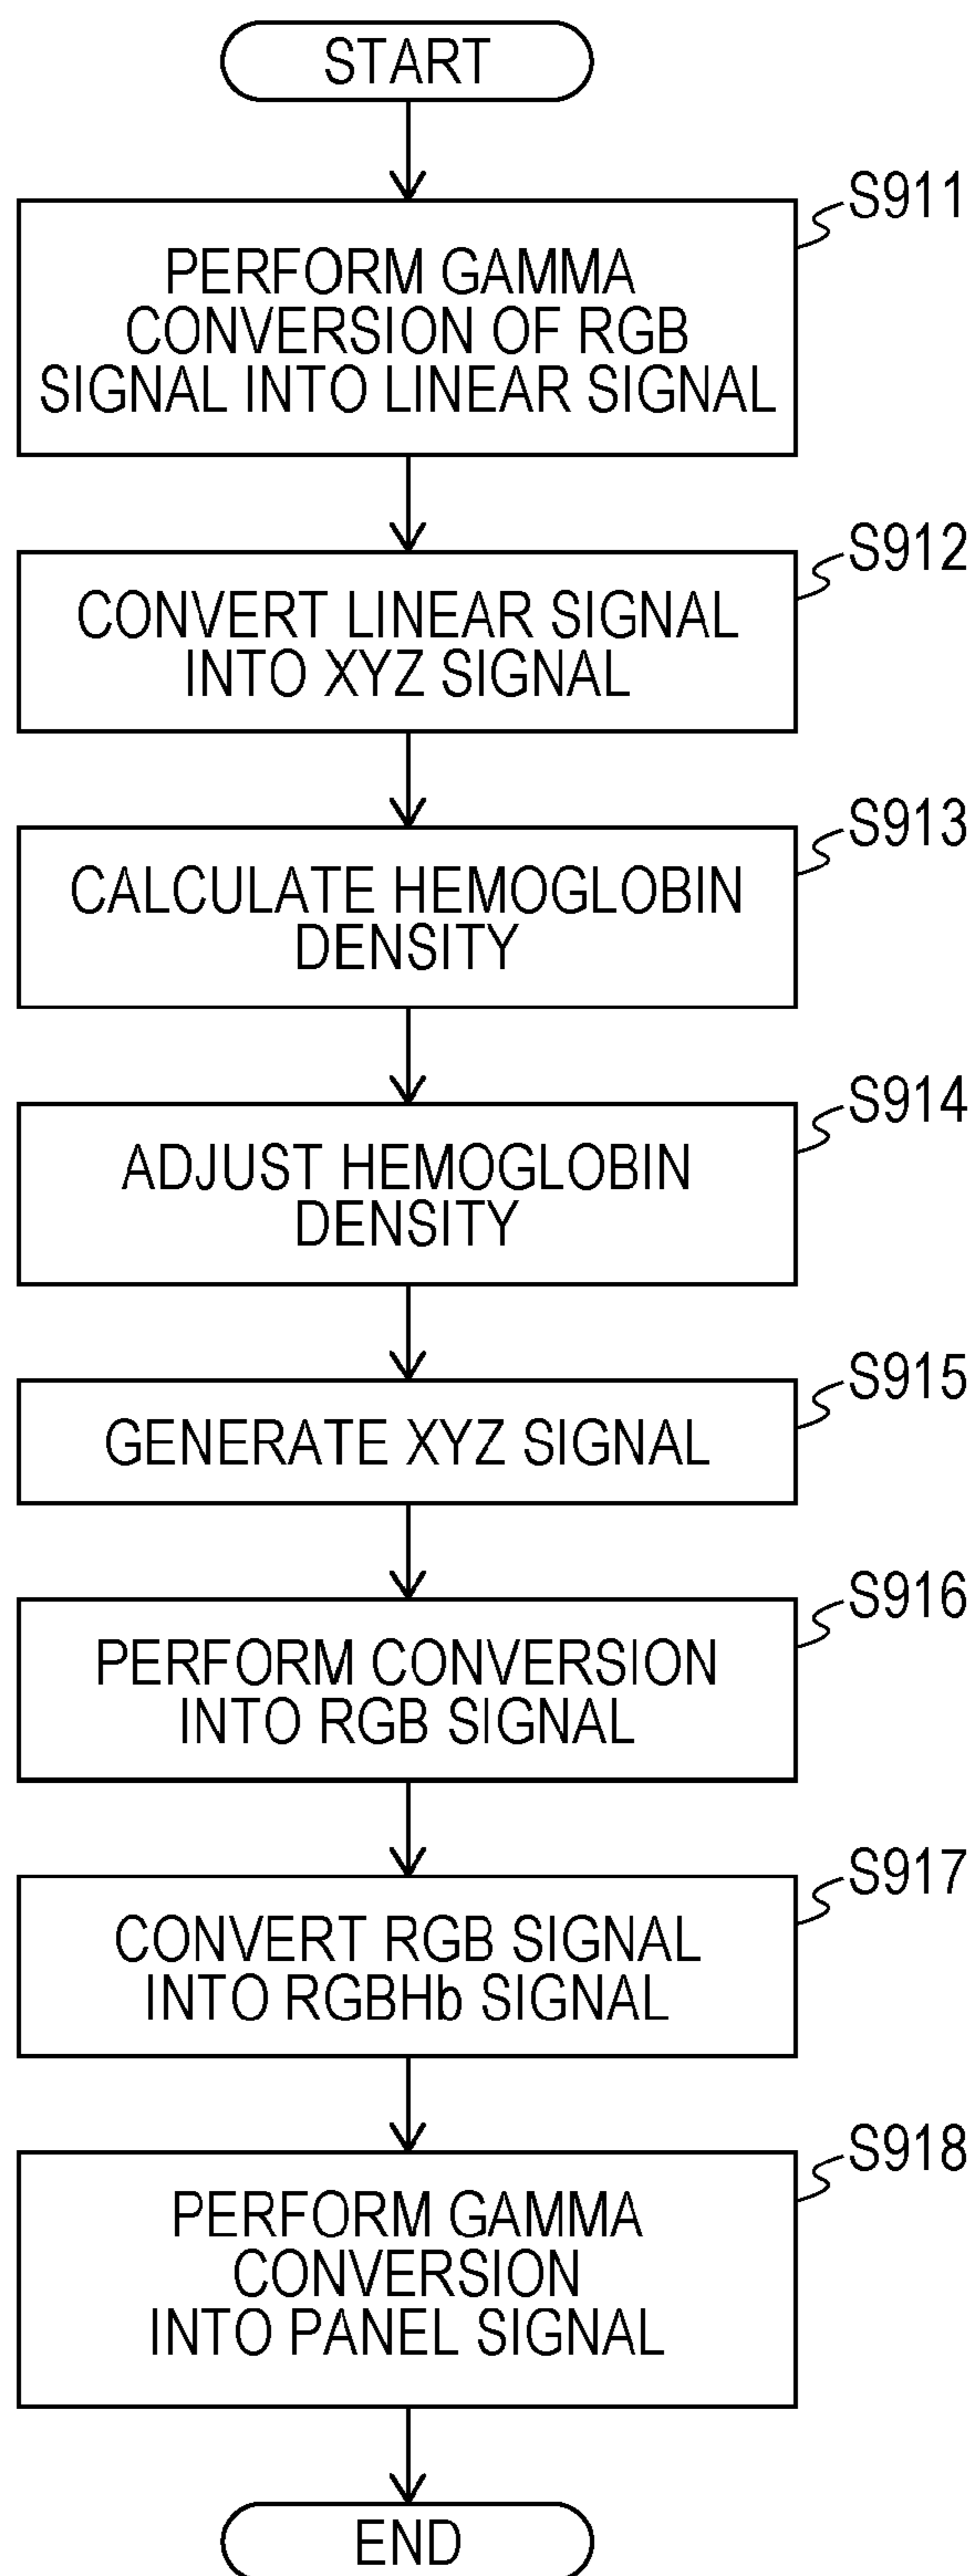 START
S911
PERFORM GAMMA
CONVERSION OF RGB
SIGNAL INTO LINEAR SIGNAL
S912
CONVERT LINEAR SIGNAL
INTO XYZ SIGNAL
S913
CALCULATE HEMOGLOBIN
DENSITY
S914
ADJUST HEMOGLOBIN
DENSITY
S915
GENERATE XYZ SIGNAL
S916
PERFORM CONVERSION
INTO RGB SIGNAL
S917
CONVERT RGB SIGNAL
INTO RGBHb SIGNAL
S918
PERFORM GAMMA
CONVERSION
INTO PANEL SIGNAL
END